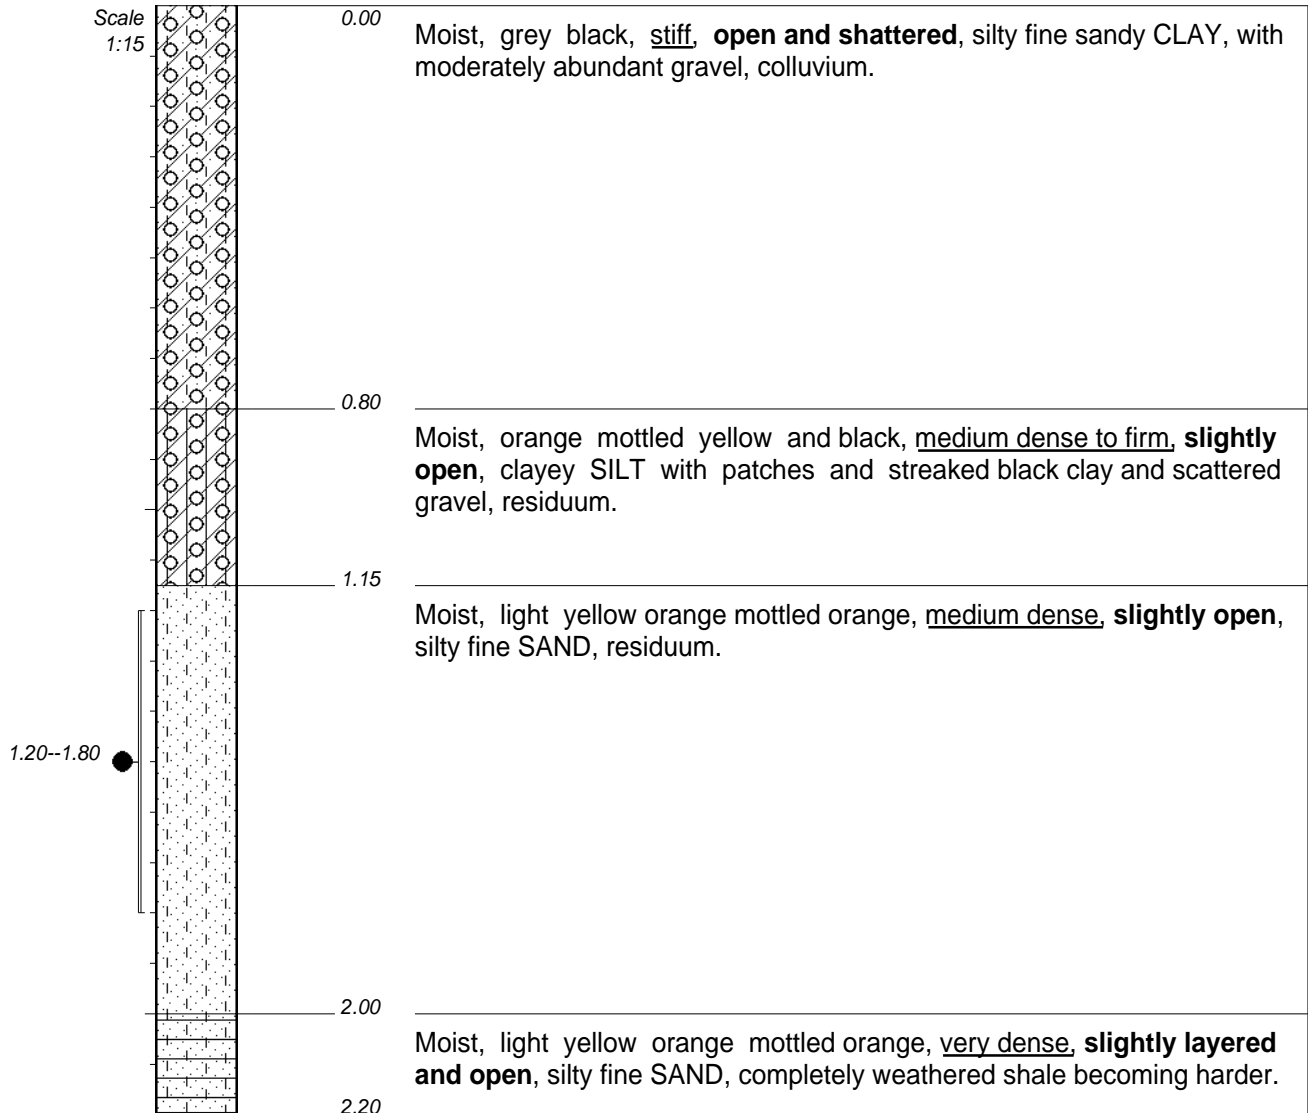 Scale
1:15
0.00
Moist, grey black, stiff, open and shattered, silty fine sandy CLAY, with
moderately abundant gravel, colluvium.
0.80
Moist, orange mottled yellow and black, medium dense to firm, slightly
open, clayey SILT with patches and streaked black clay and scattered
gravel, residuum.
1.15
Moist, light yellow orange mottled orange, medium dense, slightly open,
silty fine SAND, residuum.
1.20--1.80
2.00
Moist, light yellow orange mottled orange, very dense, slightly layered
and open, silty fine SAND, completely weathered shale becoming harder.
2.20